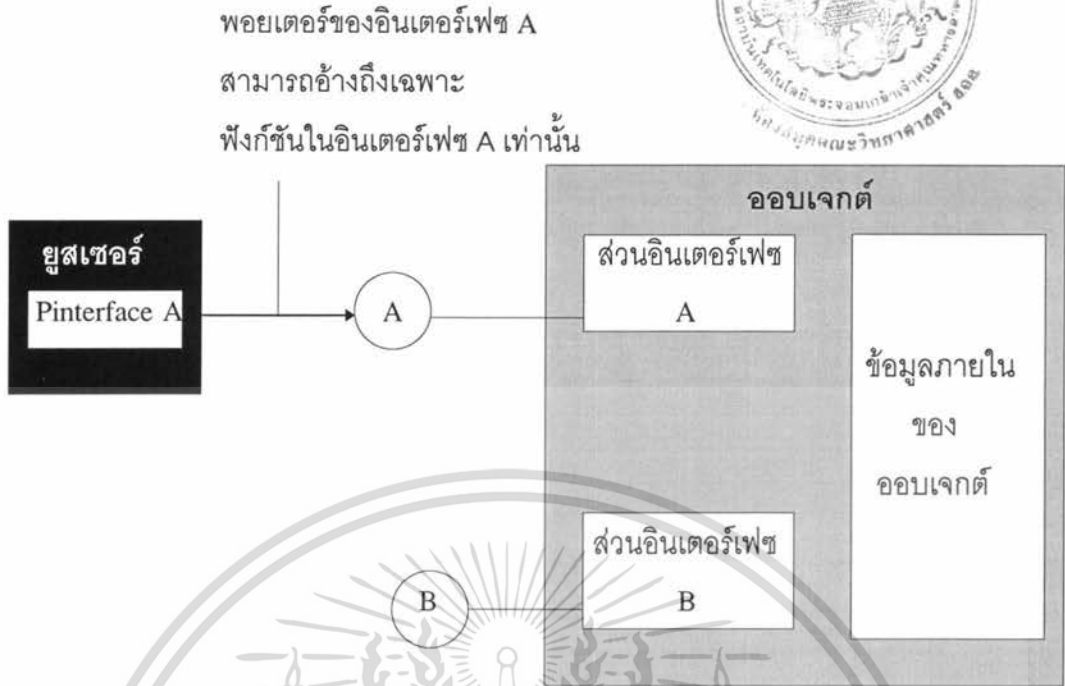 พอยเตอร์ของอินเตอร์เฟซ A
สามารถอ้างถึงเฉพาะ
ฟังก์ชันในอินเตอร์เฟซ A เท่านั้น
ออบเจกต์
ยูสเซอร์
Pinterface A
A
ส่วนอินเตอร์เฟซ
A
ข้อมูลภายใน
ของ
ออบเจกต์
ส่วนอินเตอร์เฟซ
B
B